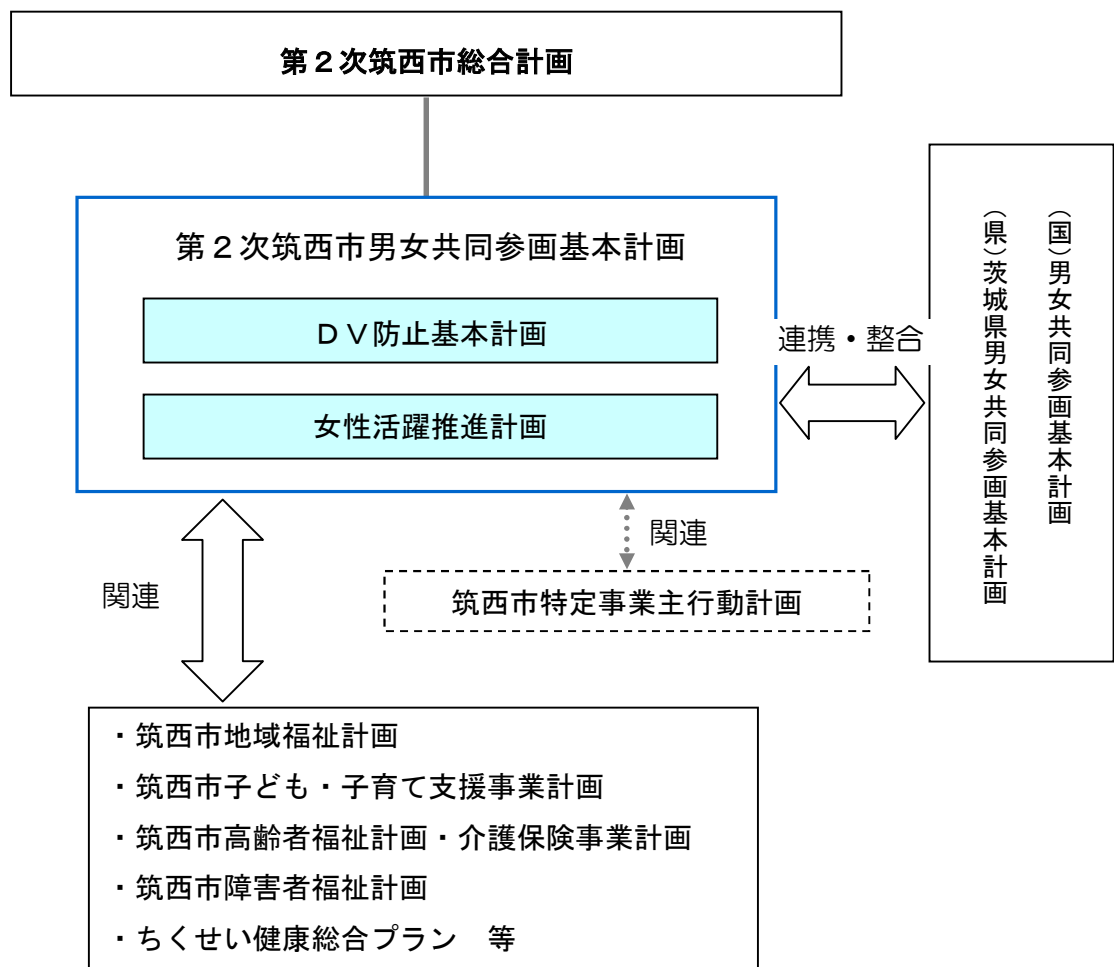 第２次筑西市総合計画
第２次筑西市男女共同参画基本計画
ＤＶ防止基本計画
女性活躍推進計画
連携・整合
（国）男女共同参画基本計画
（県）茨城県男女共同参画基本計画
関連
筑西市特定事業主行動計画
関連
・筑西市地域福祉計画
・筑西市子ども・子育て支援事業計画
・筑西市高齢者福祉計画・介護保険事業計画
・筑西市障害者福祉計画
・ちくせい健康総合プラン　等